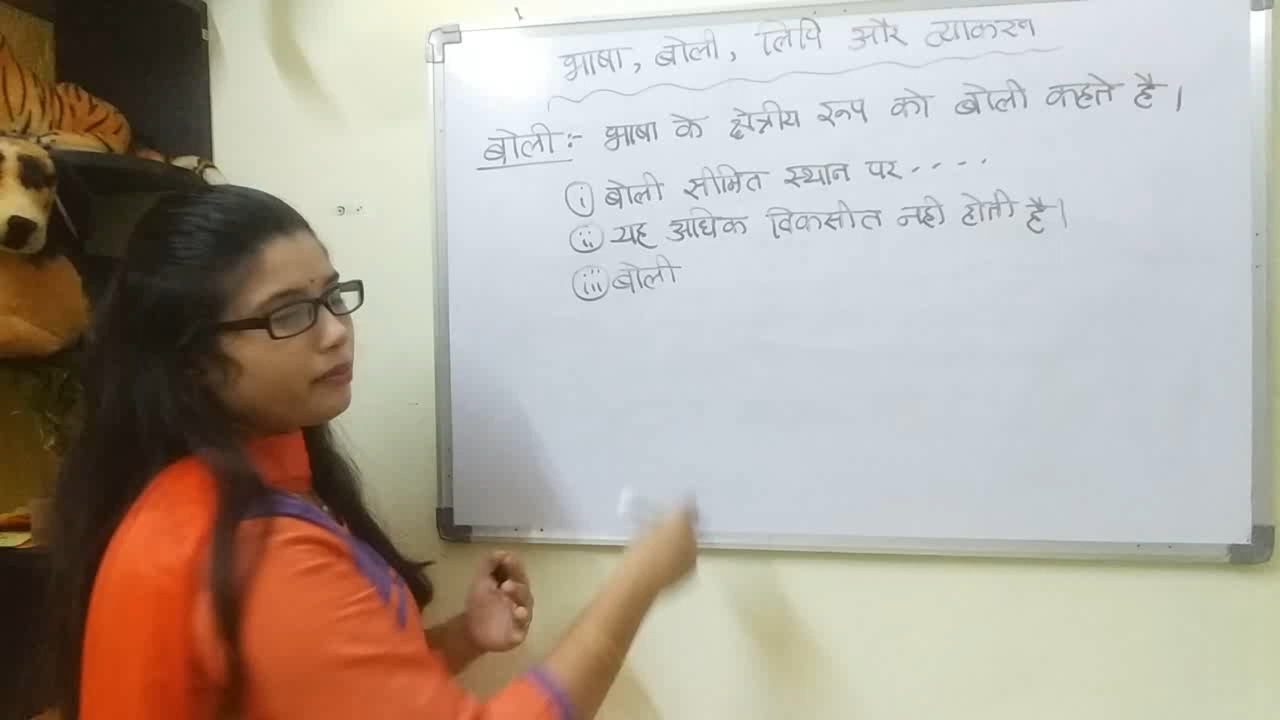 भाषा, बोली, लिपि और व्याकरण
बोली :- भाषा के क्षेत्रीय रूप को बोली कहते है।
(i) बोली सीमित स्थान पर . . . .
(ii) यह अधिक विकसीत नही होती है।
(iii) बोली